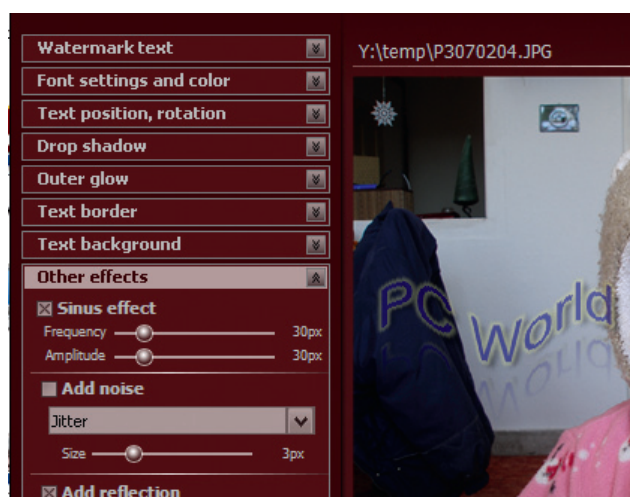 Watermark text
Font settings and color
Text position, rotation
Drop shadow
Outer glow
Text border
Text background
Other effects
Sinus effect
Frequency 30px
Amplitude 30px
Add noise
Jitter
Size 3px
Add reflection
Y:\temp\P3070204.JPG
PC World